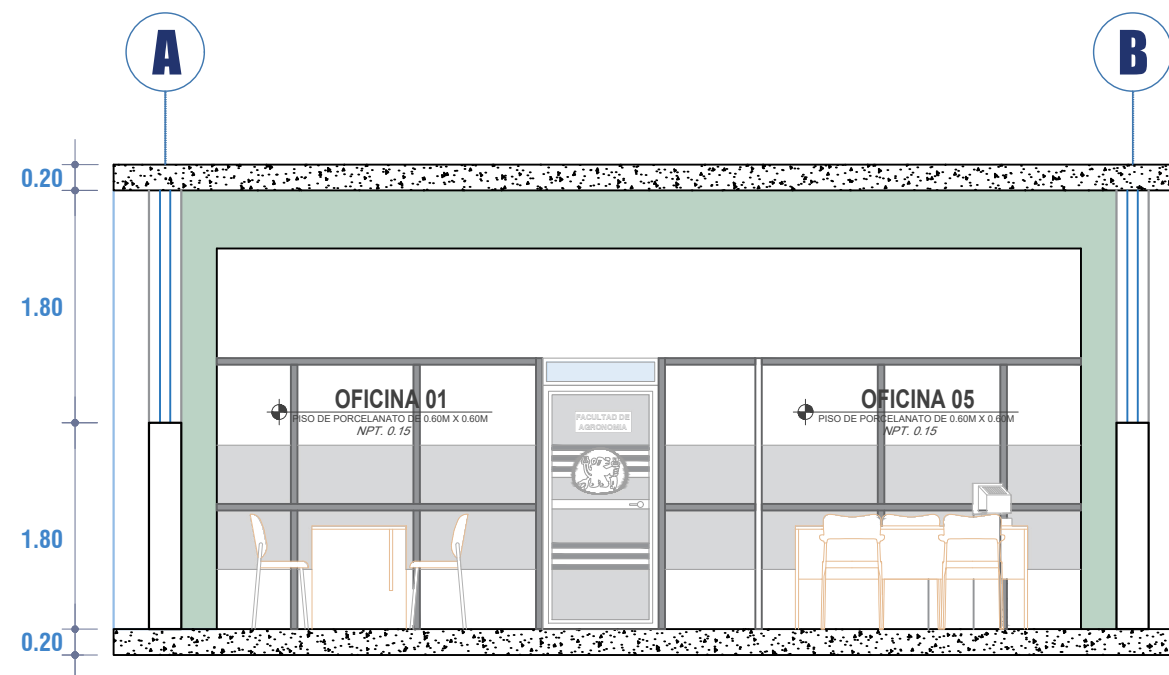 A
B
0.20
1.80
1.80
0.20
OFICINA 01
PISO DE PORCELANATO DE 0.60M X 0.60M
NPT. 0.15
FACULTAD DE
AGRONOMIA
OFICINA 05
PISO DE PORCELANATO DE 0.60M X 0.60M
NPT. 0.15